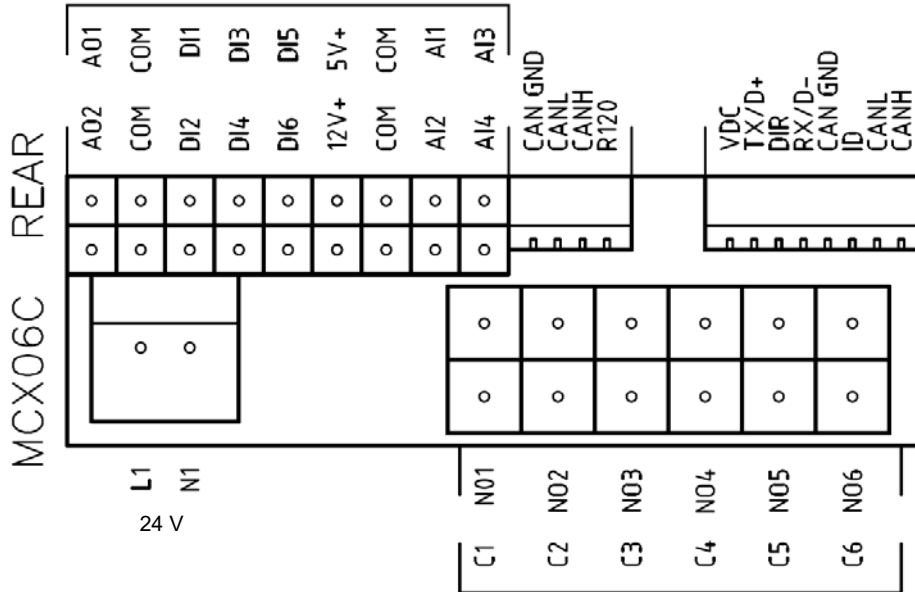 AO1 COM DI1 DI3 DI5 5V+ COM AI1 AI3
AO2 COM DI2 DI4 DI6 12V+ COM AI2 AI4
CAN GND
CANL
CANH
R120
VDC
TX/D+
DIR
RX/D-
CAN GND
ID
CANL
CANH
MCX06C REAR
L1 N1
24 V
NO1 NO2 NO3 NO4 NO5 NO6
C1 C2 C3 C4 C5 C6